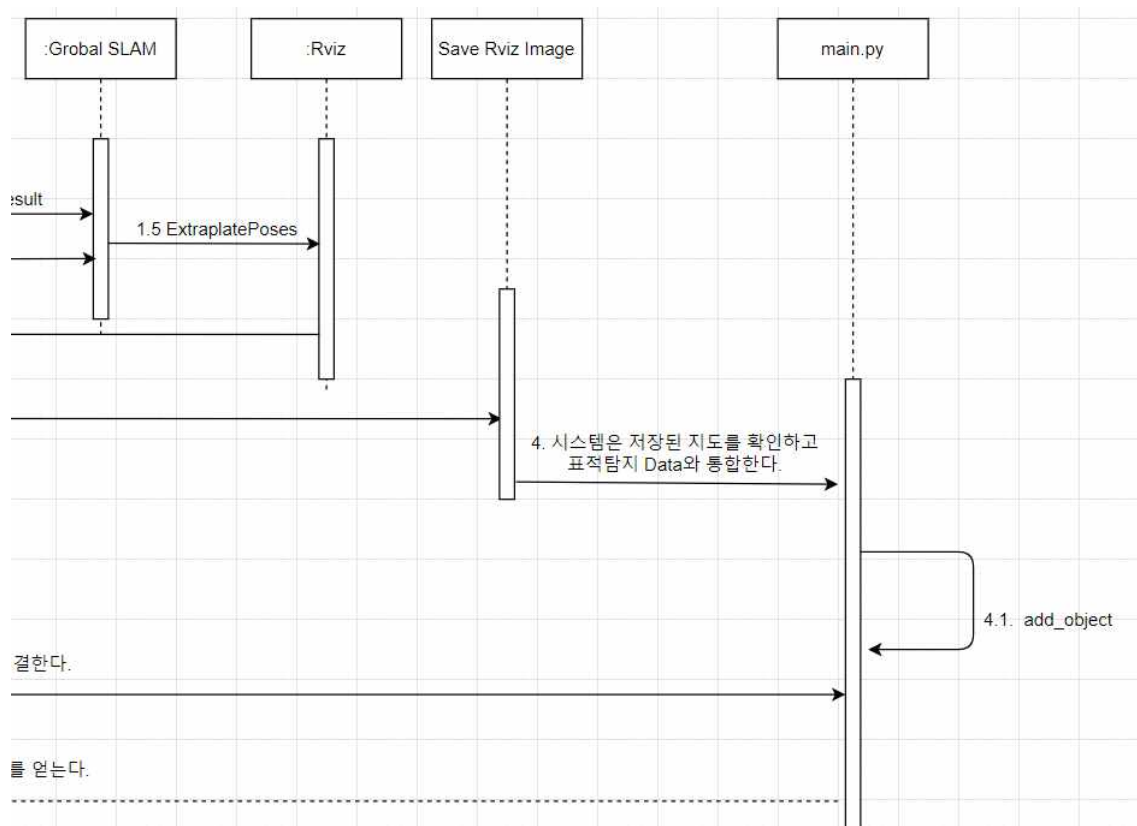 :Grobal SLAM
:Rviz
Save Rviz Image
main.py
esult
1.5 ExtraplatePoses
4. 시스템은 저장된 지도를 확인하고
표적탐지 Data와 통합한다.
4.1. add_object
결한다.
를 얻는다.